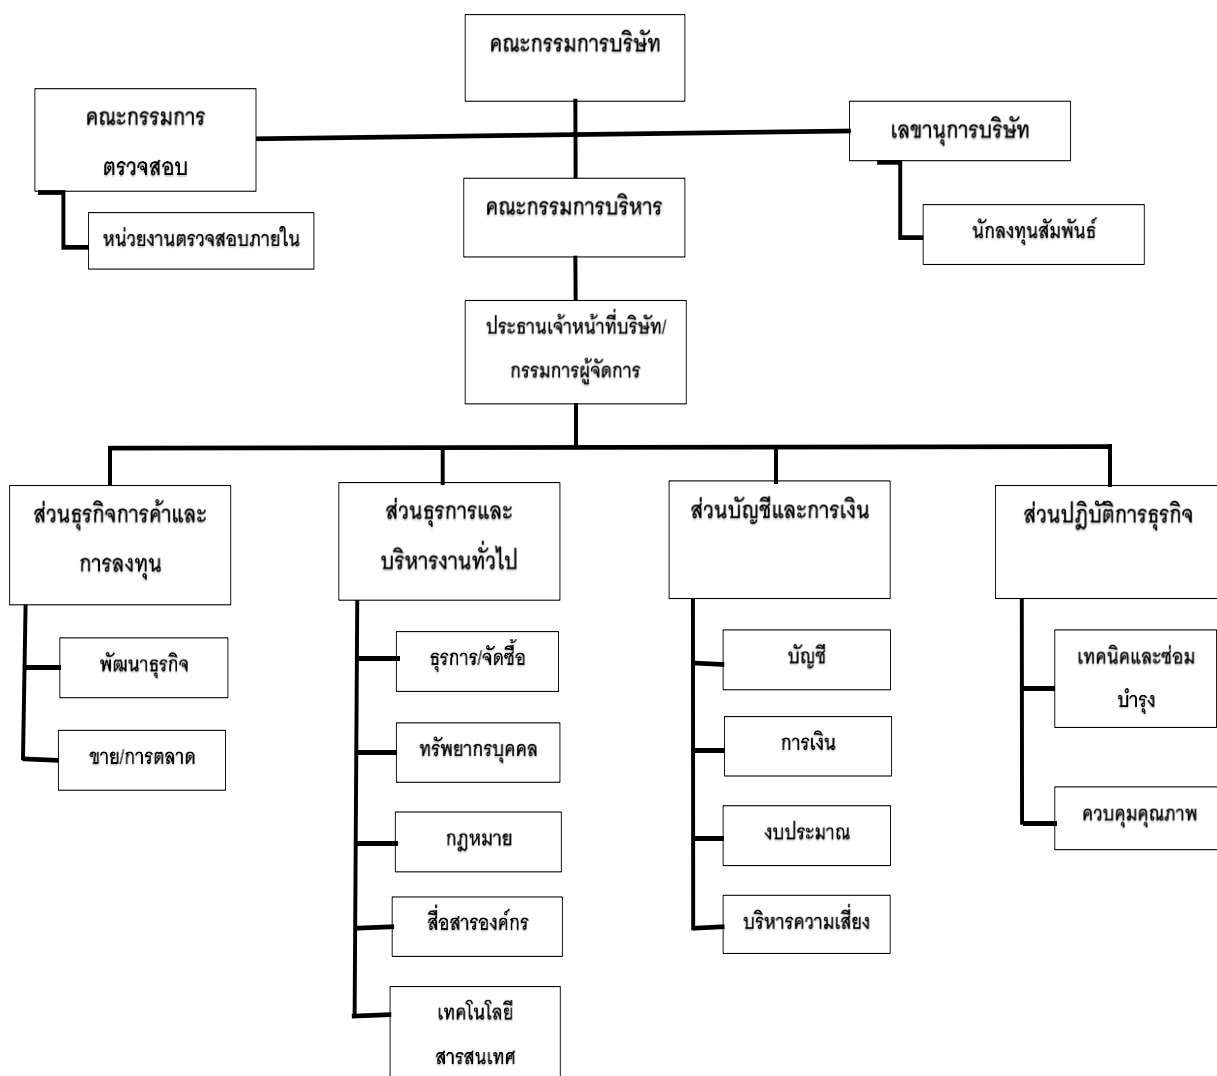 คณะกรรมการบริษัท
คณะกรรมการ
ตรวจสอบ
เลขานุการบริษัท
คณะกรรมการบริหาร
หน่วยงานตรวจสอบภายใน
นักลงทุนสัมพันธ์
ประธานเจ้าหน้าที่บริษัท/
กรรมการผู้จัดการ
ส่วนธุรกิจการค้าและ
การลงทุน
พัฒนาธุรกิจ
ขาย/การตลาด
ส่วนธุรการและ
บริหารงานทั่วไป
ธุรการ/จัดซื้อ
ทรัพยากรบุคคล
กฎหมาย
สื่อสารองค์กร
เทคโนโลยี
สารสนเทศ
ส่วนบัญชีและการเงิน
บัญชี
การเงิน
งบประมาณ
บริหารความเสี่ยง
ส่วนปฏิบัติการธุรกิจ
เทคนิคและซ่อม
บำรุง
ควบคุมคุณภาพ